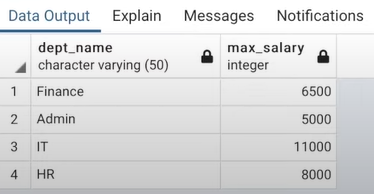 Data Output Explain Messages Notifications
dept_name max_salary
character varying (50) integer
1 Finance 6500
2 Admin 5000
3 IT 11000
4 HR 8000